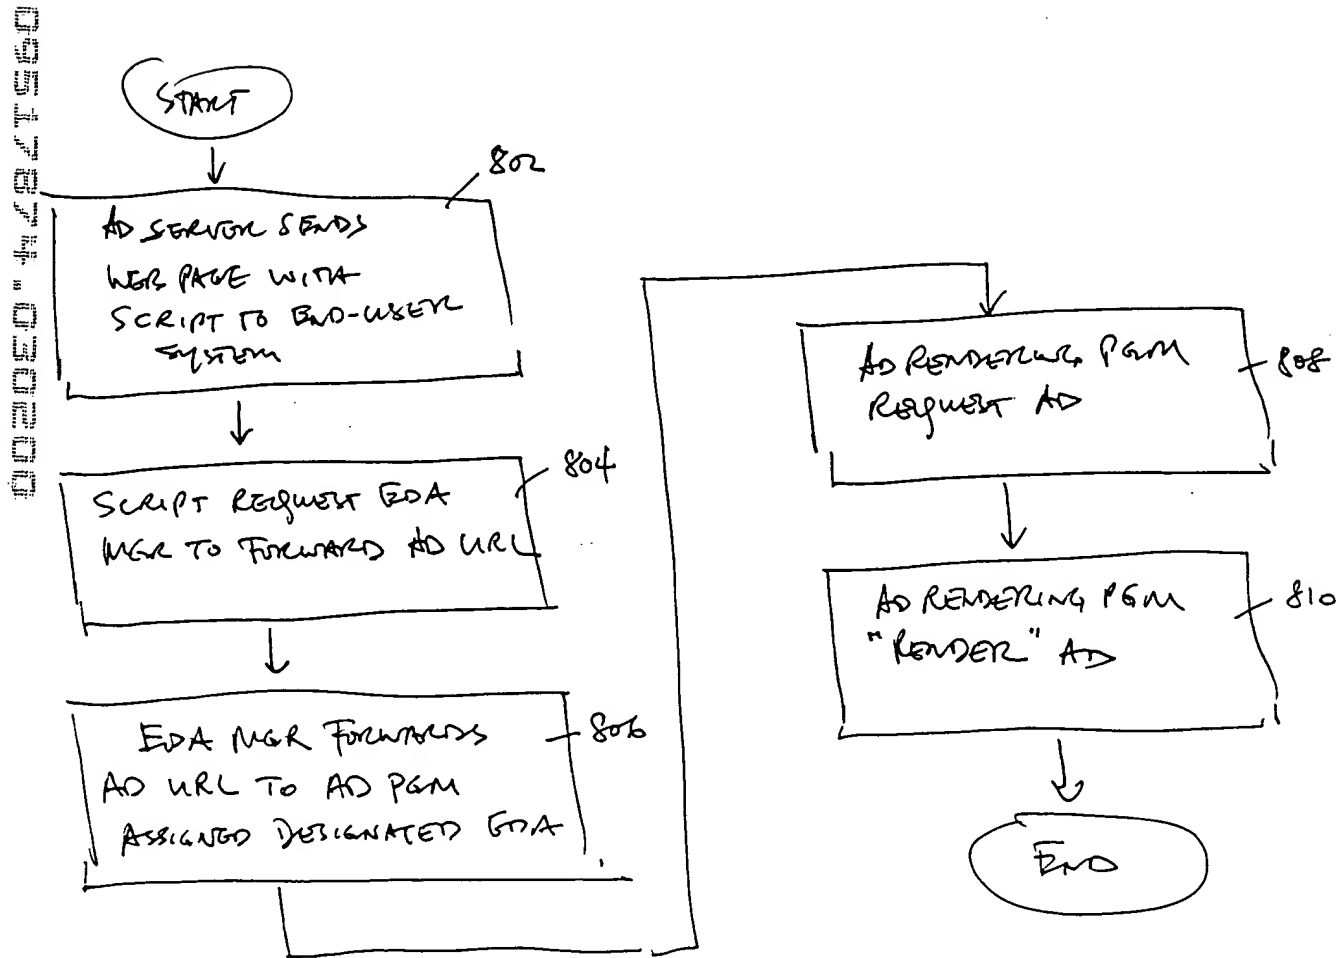 09517874.030200
START
802
AD SERVER SENDS
WEB PAGE WITH
SCRIPT TO END-USER
SYSTEM
804
SCRIPT REQUEST EDA
MGR TO FORWARD AD URL
806
EDA MGR FORWARDS
AD URL TO AD PGM
ASSIGNED DESIGNATED EDA
808
AD RENDERING PGM
REQUEST AD
810
AD RENDERING PGM
"RENDER" AD
END